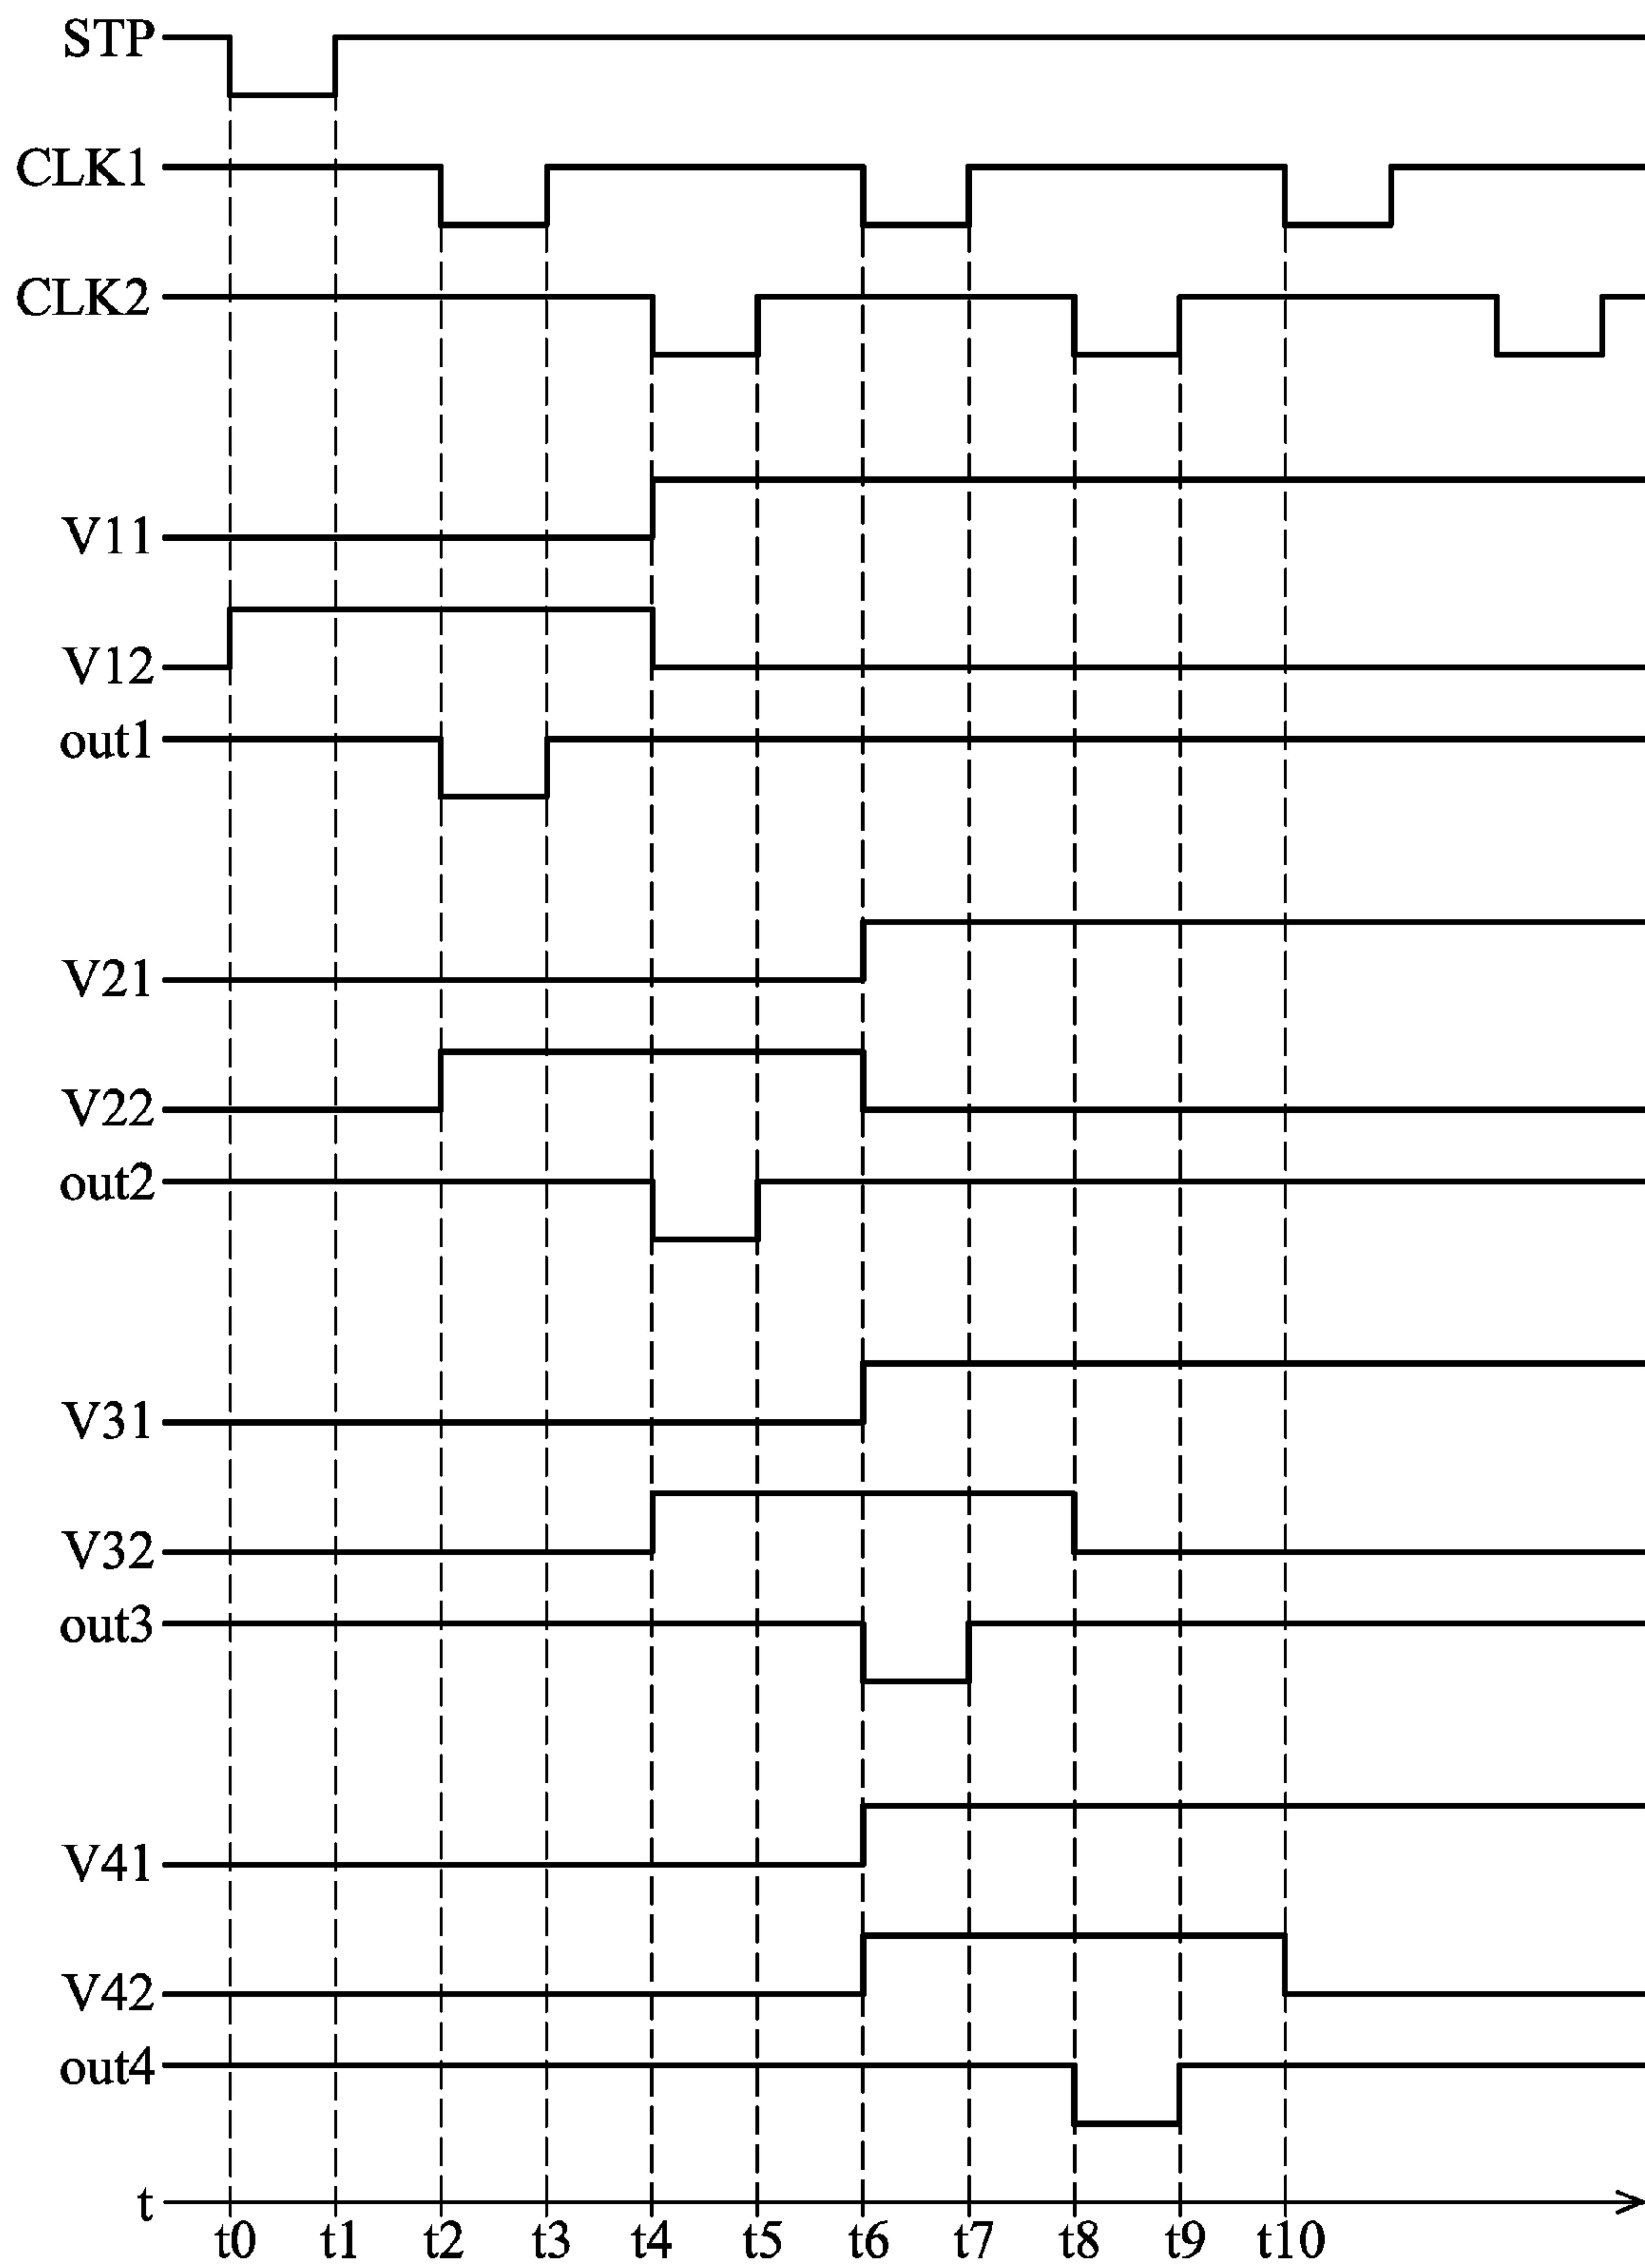 STP
CLK1
CLK2
V11
V12
out1
V21
V22
out2
V31
V32
out3
V41
V42
out4
t
t0 t1 t2 t3 t4 t5 t6 t7 t8 t9 t10